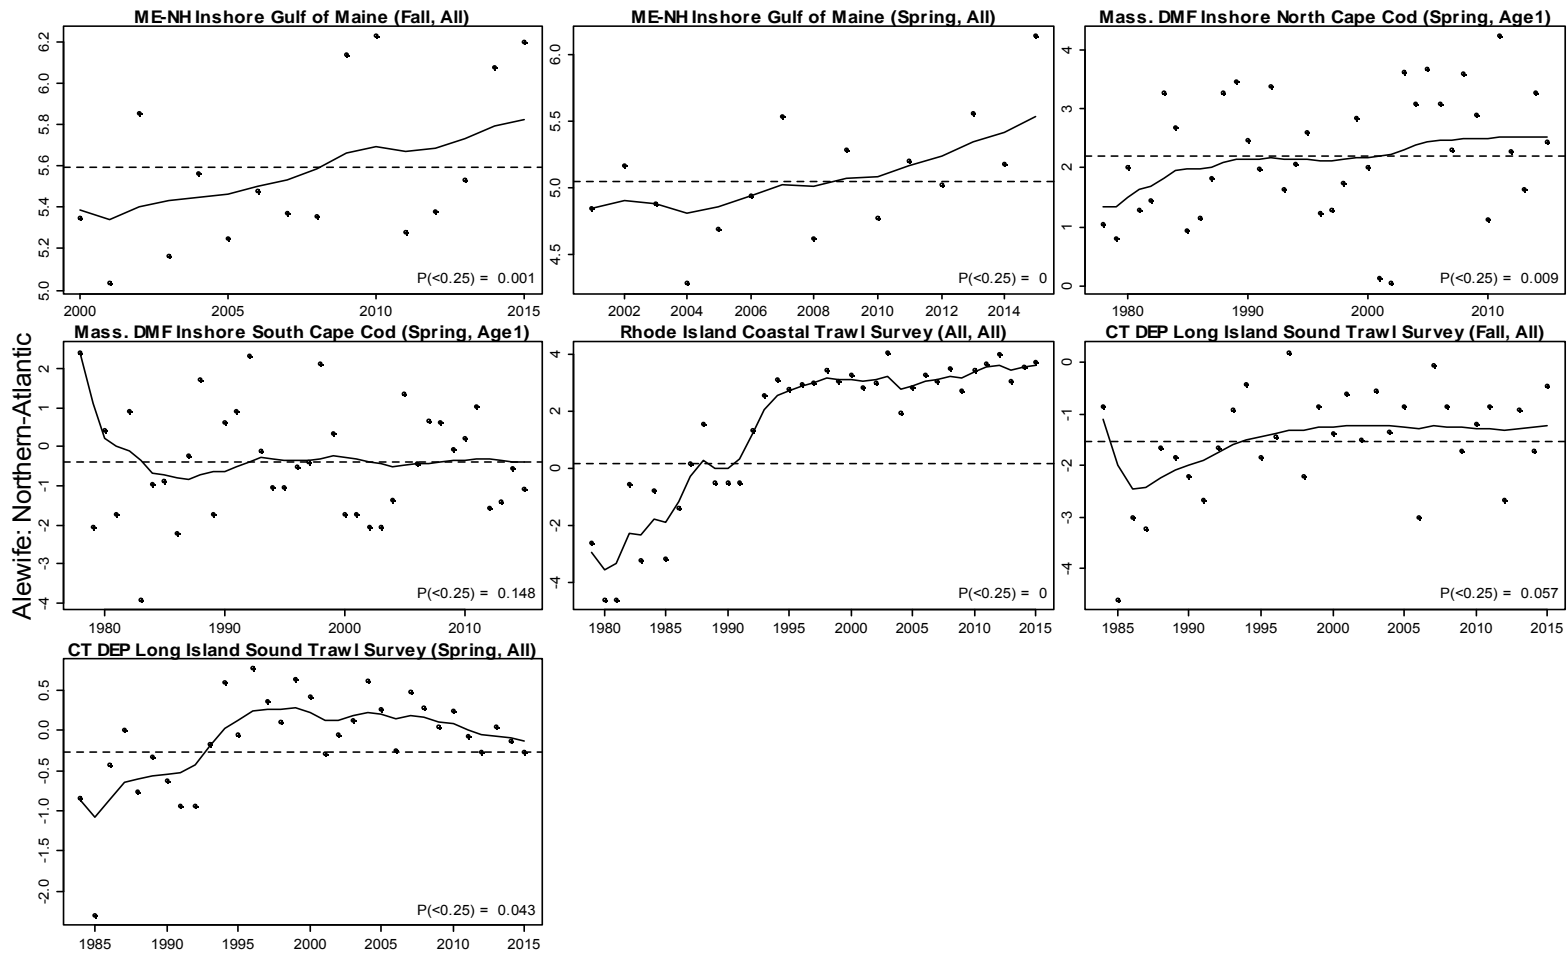 ME-NH Inshore Gulf of Maine (Fall, All)
6.2
6.0
5.8
5.6
5.4
5.2
5.0
P(<0.25) = 0.001
2000 2005 2010 2015
ME-NH Inshore Gulf of Maine (Spring, All)
6.0
5.5
5.0
4.5
P(<0.25) = 0
2002 2004 2006 2008 2010 2012 2014
Mass. DMF Inshore North Cape Cod (Spring, Age1)
4
3
2
1
0
P(<0.25) = 0.009
1980 1990 2000 2010
Alewife: Northern-Atlantic
Mass. DMF Inshore South Cape Cod (Spring, Age1)
2
1
0
-1
-2
-3
-4
P(<0.25) = 0.148
1980 1990 2000 2010
Rhode Island Coastal Trawl Survey (All, All)
4
2
0
-2
-4
P(<0.25) = 0
1980 1985 1990 1995 2000 2005 2010 2015
CT DEP Long Island Sound Trawl Survey (Fall, All)
0
-1
-2
-3
-4
P(<0.25) = 0.057
1985 1990 1995 2000 2005 2010 2015
CT DEP Long Island Sound Trawl Survey (Spring, All)
0.5
0.0
-0.5
-1.0
-1.5
-2.0
P(<0.25) = 0.043
1985 1990 1995 2000 2005 2010 2015